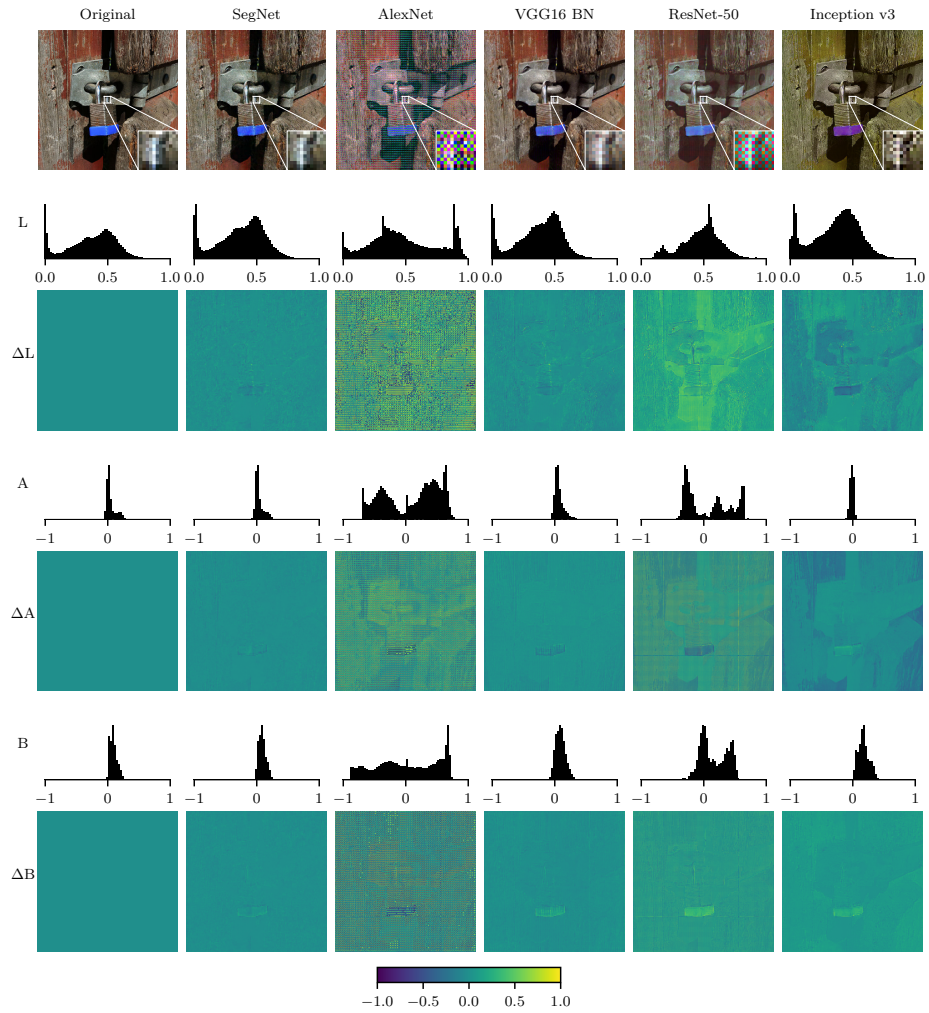 Original SegNet AlexNet VGG16 BN ResNet-50 Inception v3
L
0.0 0.5 1.0 0.0 0.5 1.0 0.0 0.5 1.0 0.0 0.5 1.0 0.0 0.5 1.0 0.0 0.5 1.0
ΔL
A
−1 0 1 −1 0 1 −1 0 1 −1 0 1 −1 0 1 −1 0 1
ΔA
B
−1 0 1 −1 0 1 −1 0 1 −1 0 1 −1 0 1 −1 0 1
ΔB
−1.0 −0.5 0.0 0.5 1.0